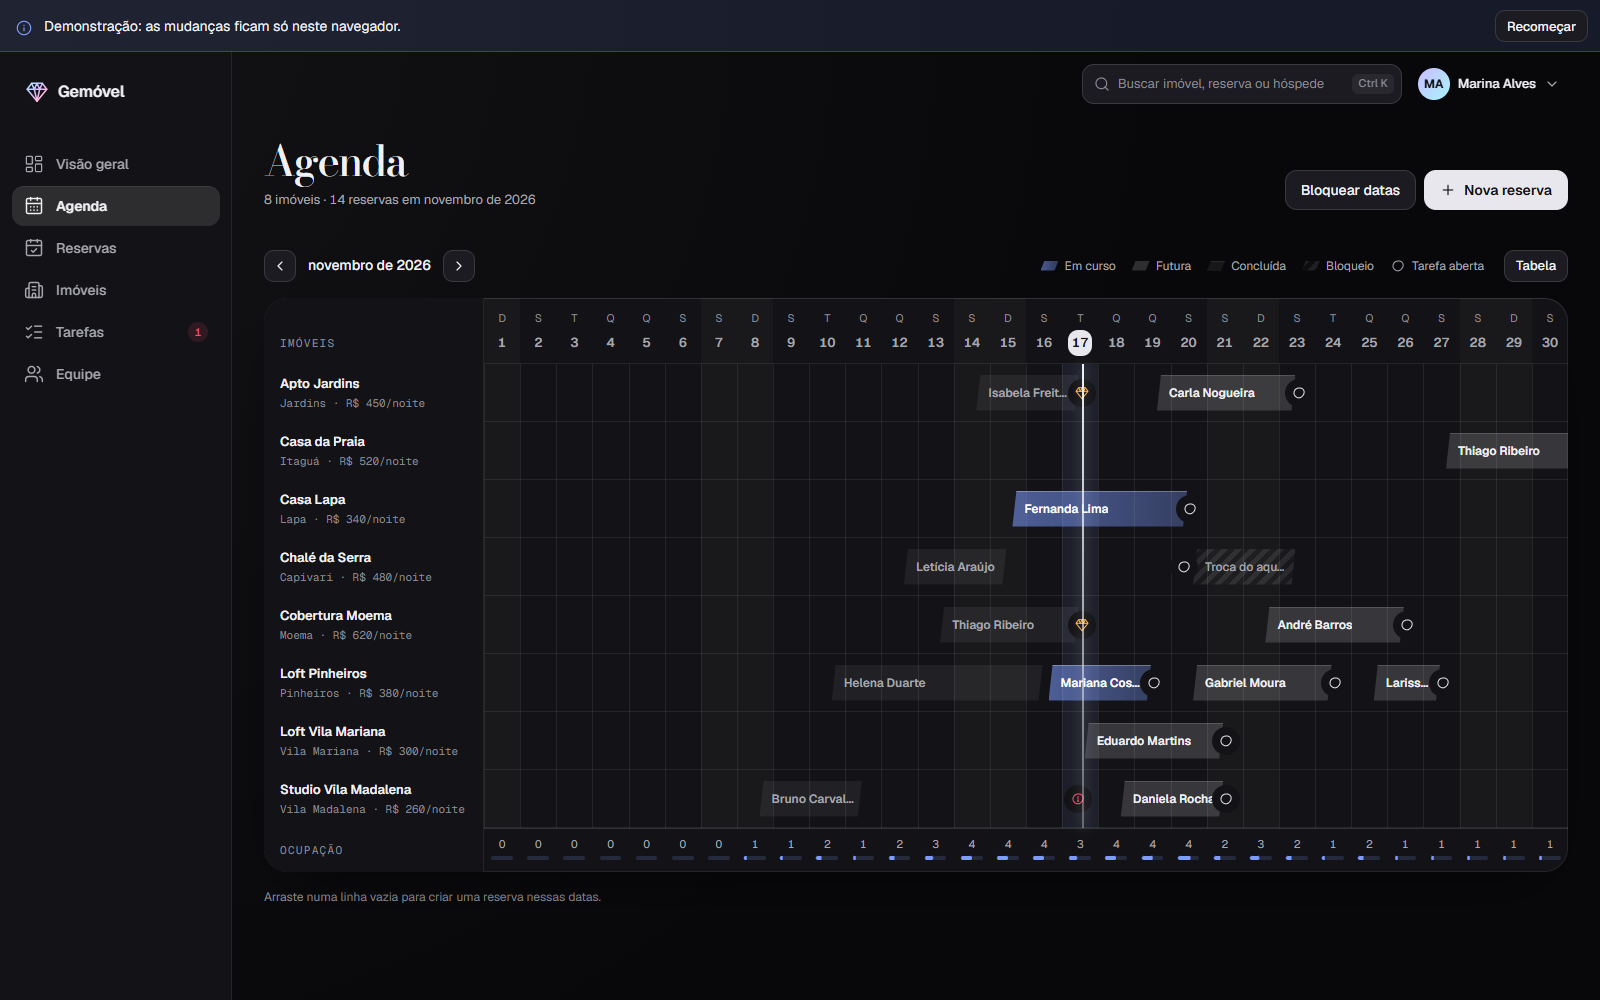 Demonstração: as mudanças ficam só neste navegador.
Recomeçar
Gemóvel
Buscar imóvel, reserva ou hóspede
Ctrl K
MA
Marina Alves
Visão geral
Agenda
Reservas
Imóveis
Tarefas
1
Equipe
Agenda
8 imóveis · 14 reservas em novembro de 2026
Bloquear datas
Nova reserva
novembro de 2026
Em curso
Futura
Concluída
Bloqueio
Tarefa aberta
Tabela
D S T Q Q S S D S T Q Q S S D S T Q Q S S D S T Q Q S S D S
IMÓVEIS
1 2 3 4 5 6 7 8 9 10 11 12 13 14 15 16 17 18 19 20 21 22 23 24 25 26 27 28 29 30
Apto Jardins
Jardins · R$ 450/noite
Isabela Freit...
Carla Nogueira
Casa da Praia
Itaguá · R$ 520/noite
Thiago Ribeiro
Casa Lapa
Lapa · R$ 340/noite
Fernanda Lima
Chalé da Serra
Capivari · R$ 480/noite
Letícia Araújo
Troca do aqu...
Cobertura Moema
Moema · R$ 620/noite
Thiago Ribeiro
André Barros
Loft Pinheiros
Pinheiros · R$ 380/noite
Helena Duarte
Mariana Cos...
Gabriel Moura
Lariss...
Loft Vila Mariana
Vila Mariana · R$ 300/noite
Eduardo Martins
Studio Vila Madalena
Vila Madalena · R$ 260/noite
Bruno Carval...
Daniela Rocha
OCUPAÇÃO
0 0 0 0 0 0 0 1 1 2 1 2 3 4 4 4 3 4 4 4 2 3 2 1 2 1 1 1 1 1
Arraste numa linha vazia para criar uma reserva nessas datas.